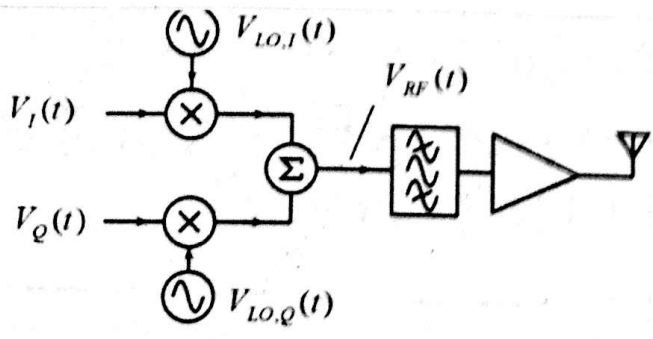 V_{LO,I}(t)
V_I(t)
V_{RF}(t)
Σ
V_Q(t)
V_{LO,Q}(t)